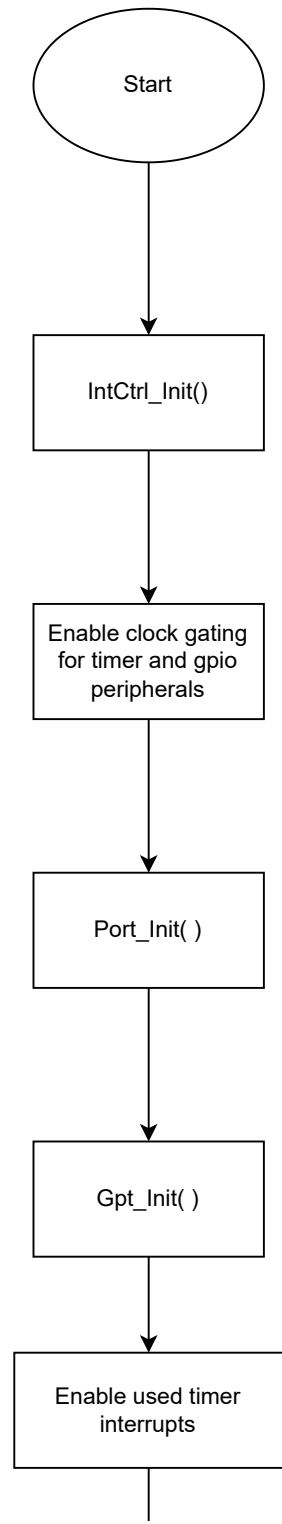 Start
IntCtrl_Init()
Enable clock gating
for timer and gpio
peripherals
Port_Init( )
Gpt_Init( )
Enable used timer
interrupts